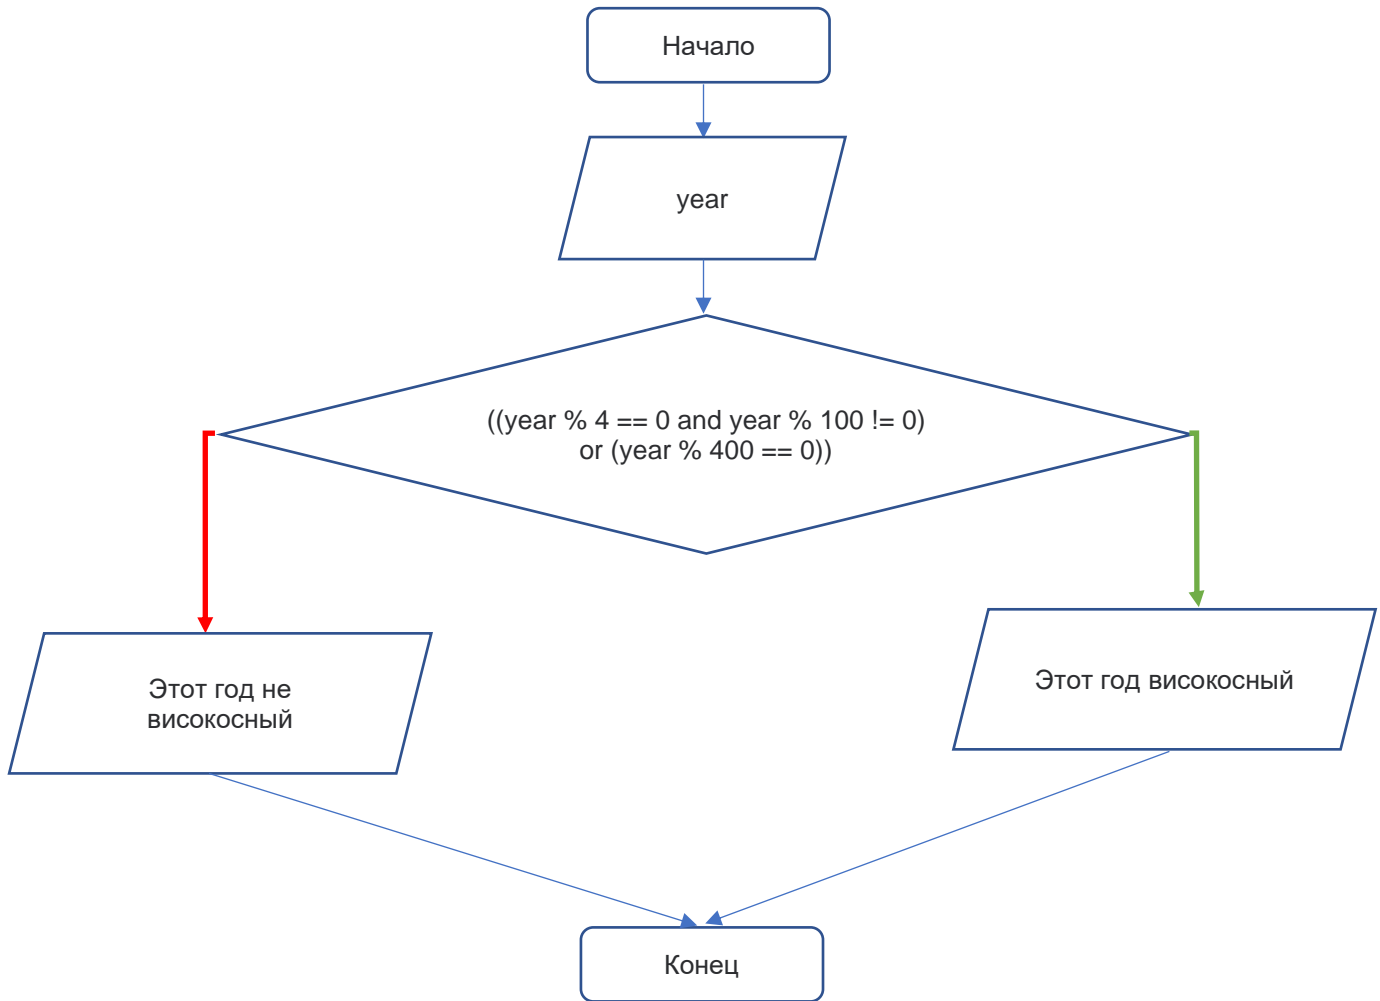 Начало
year
((year % 4 == 0 and year % 100 != 0)
or (year % 400 == 0))
Этот год не
високосный
Этот год високосный
Конец